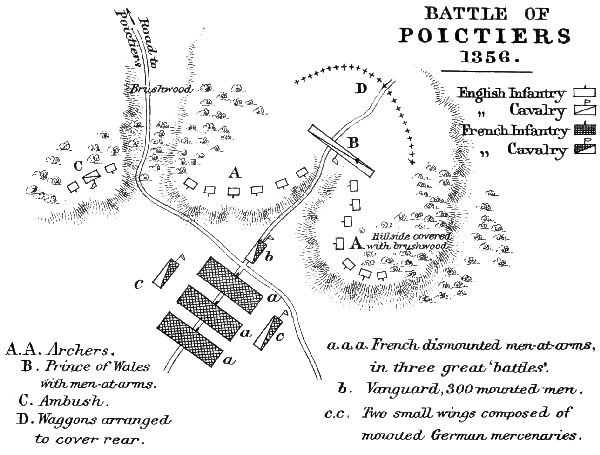 BATTLE OF
POICTIERS
1356.
English Infantry
„ Cavalry
French Infantry
„ Cavalry
Road to
Poictiers
Brushwood
D
B
C
A
A
Hillside covered
with brushwood
b
c
a
a
c
a
A.A. Archers.
B. Prince of Wales
with men-at-arms.
C. Ambush.
D. Waggons arranged
to cover rear.
a.a.a. French dismounted men-at-arms,
in three great 'battles'.
b. Vanguard, 300 mounted men.
c.c. Two small wings composed of
mounted German mercenaries.